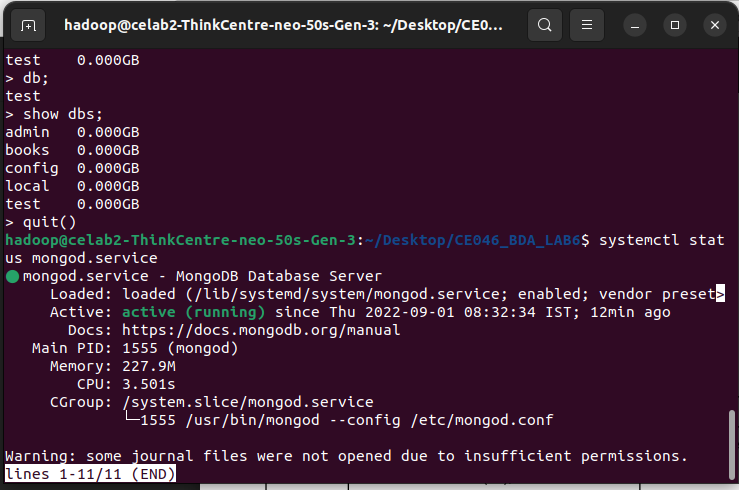 hadoop@celab2-ThinkCentre-neo-50s-Gen-3: ~/Desktop/CE0...
test    0.000GB
> db;
test
> show dbs;
admin   0.000GB
books   0.000GB
config  0.000GB
local   0.000GB
test    0.000GB
> quit()
hadoop@celab2-ThinkCentre-neo-50s-Gen-3:~/Desktop/CE046_BDA_LAB6$ systemctl stat
us mongod.service
● mongod.service - MongoDB Database Server
     Loaded: loaded (/lib/systemd/system/mongod.service; enabled; vendor preset>
     Active: active (running) since Thu 2022-09-01 08:32:34 IST; 12min ago
       Docs: https://docs.mongodb.org/manual
   Main PID: 1555 (mongod)
     Memory: 227.9M
        CPU: 3.501s
     CGroup: /system.slice/mongod.service
             └─1555 /usr/bin/mongod --config /etc/mongod.conf
Warning: some journal files were not opened due to insufficient permissions.
lines 1-11/11 (END)